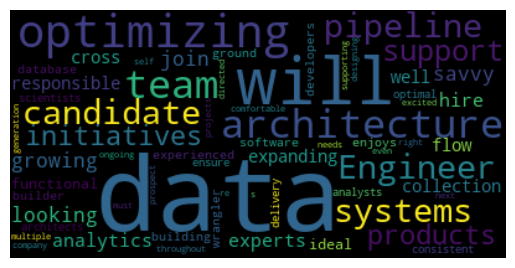 optimizing
pipeline
cross
join
ground
support
database
self
developers
supporting
designing
responsible
directed
will
well
savvy
scientists
team
optimal
candidate
comfortable
excited
hire
generation
initiatives
projects
architecture
software
needs
enjoys
even
right
flow
ongoing
experienced
ensure
expanding
growing
Engineer
functional
prospect
re
s
collection
builder
data
delivery
analysts
next
looking
must
wrangler
systems
architects
building
products
multiple
analytics
experts
ideal
company
throughout
consistent